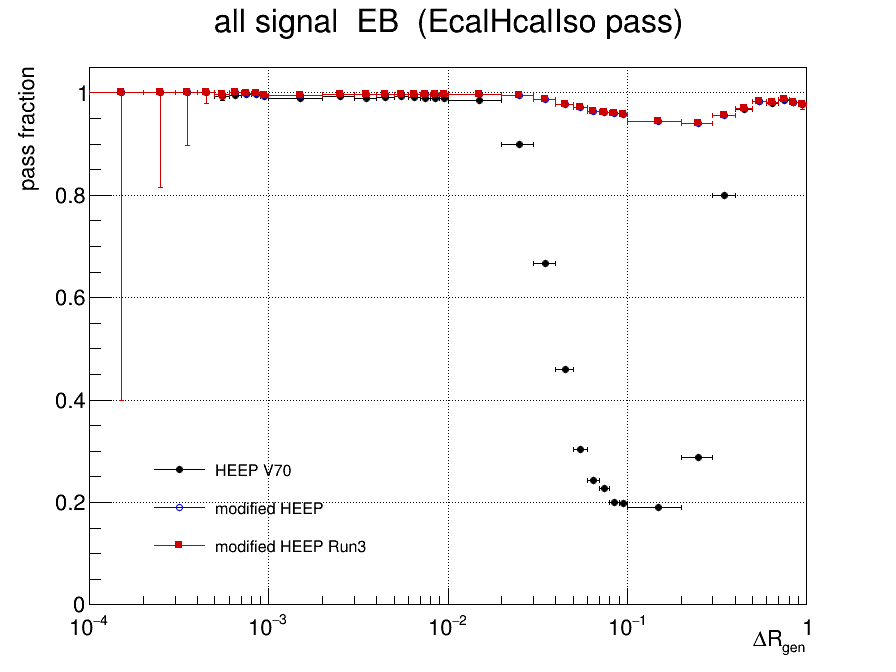 all signal EB (EcalHcalIso pass)
pass fraction
1
0.8
0.6
0.4
0.2
0
HEEP V70
modified HEEP
modified HEEP Run3
10⁻⁴ 10⁻³ 10⁻² 10⁻¹ 1
ΔR_gen